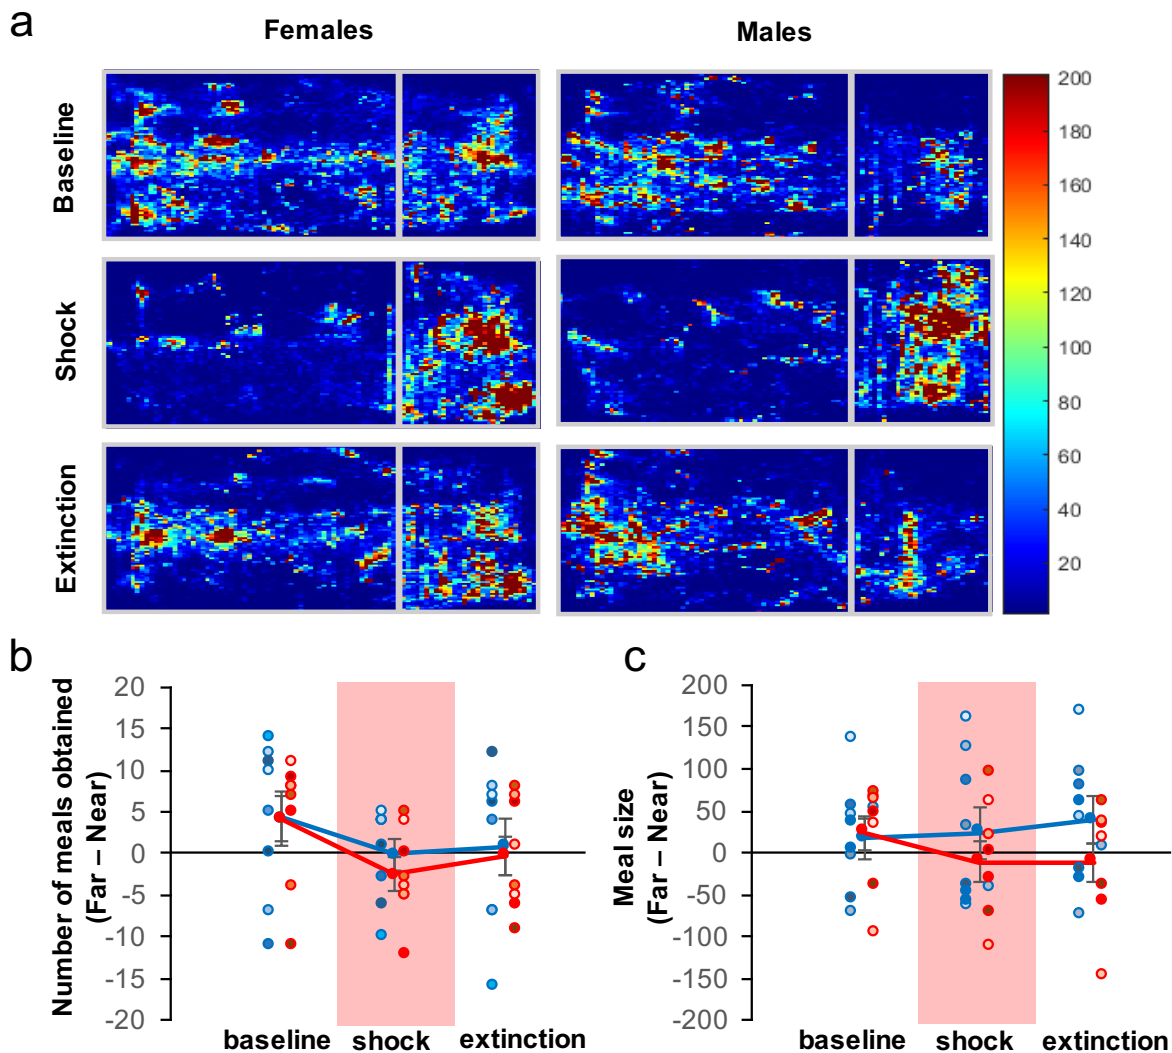 a
Females
Males
Baseline
Shock
Extinction
200
180
160
140
120
100
80
60
40
20
b
Number of meals obtained
(Far – Near)
20
15
10
5
0
-5
-10
-15
-20
baseline
shock
extinction
c
Meal size
(Far – Near)
200
150
100
50
0
-50
-100
-150
-200
baseline
shock
extinction